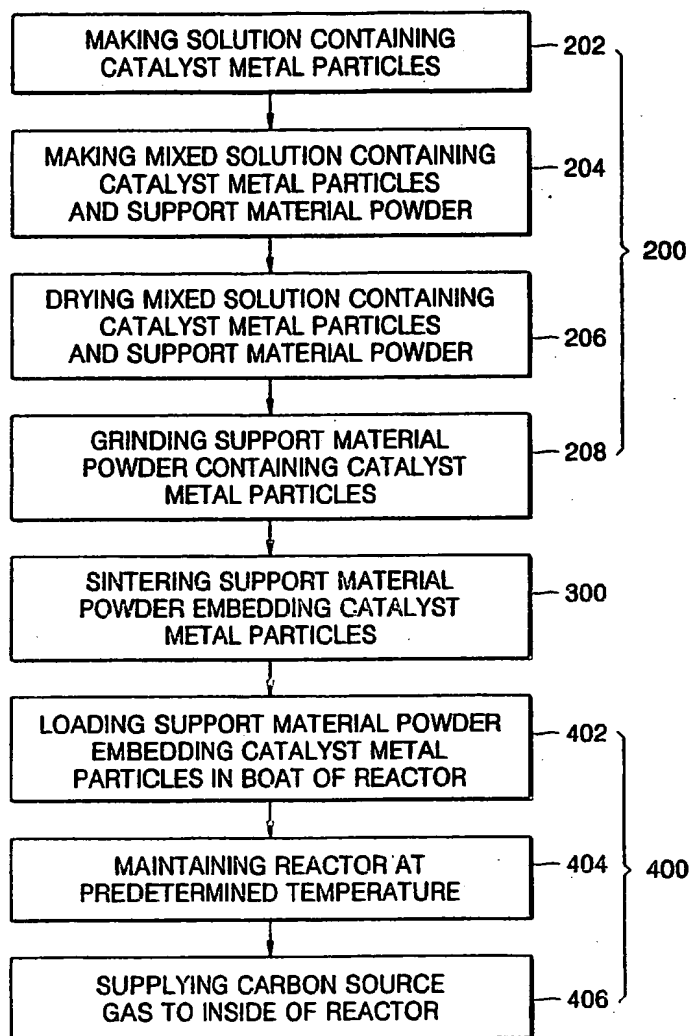 MAKING SOLUTION CONTAINING
CATALYST METAL PARTICLES
202
MAKING MIXED SOLUTION CONTAINING
CATALYST METAL PARTICLES
AND SUPPORT MATERIAL POWDER
204
200
DRYING MIXED SOLUTION CONTAINING
CATALYST METAL PARTICLES
AND SUPPORT MATERIAL POWDER
206
GRINDING SUPPORT MATERIAL
POWDER CONTAINING CATALYST
METAL PARTICLES
208
SINTERING SUPPORT MATERIAL
POWDER EMBEDDING CATALYST
METAL PARTICLES
300
LOADING SUPPORT MATERIAL POWDER
EMBEDDING CATALYST METAL
PARTICLES IN BOAT OF REACTOR
402
MAINTAINING REACTOR AT
PREDETERMINED TEMPERATURE
404
400
SUPPLYING CARBON SOURCE
GAS TO INSIDE OF REACTOR
406